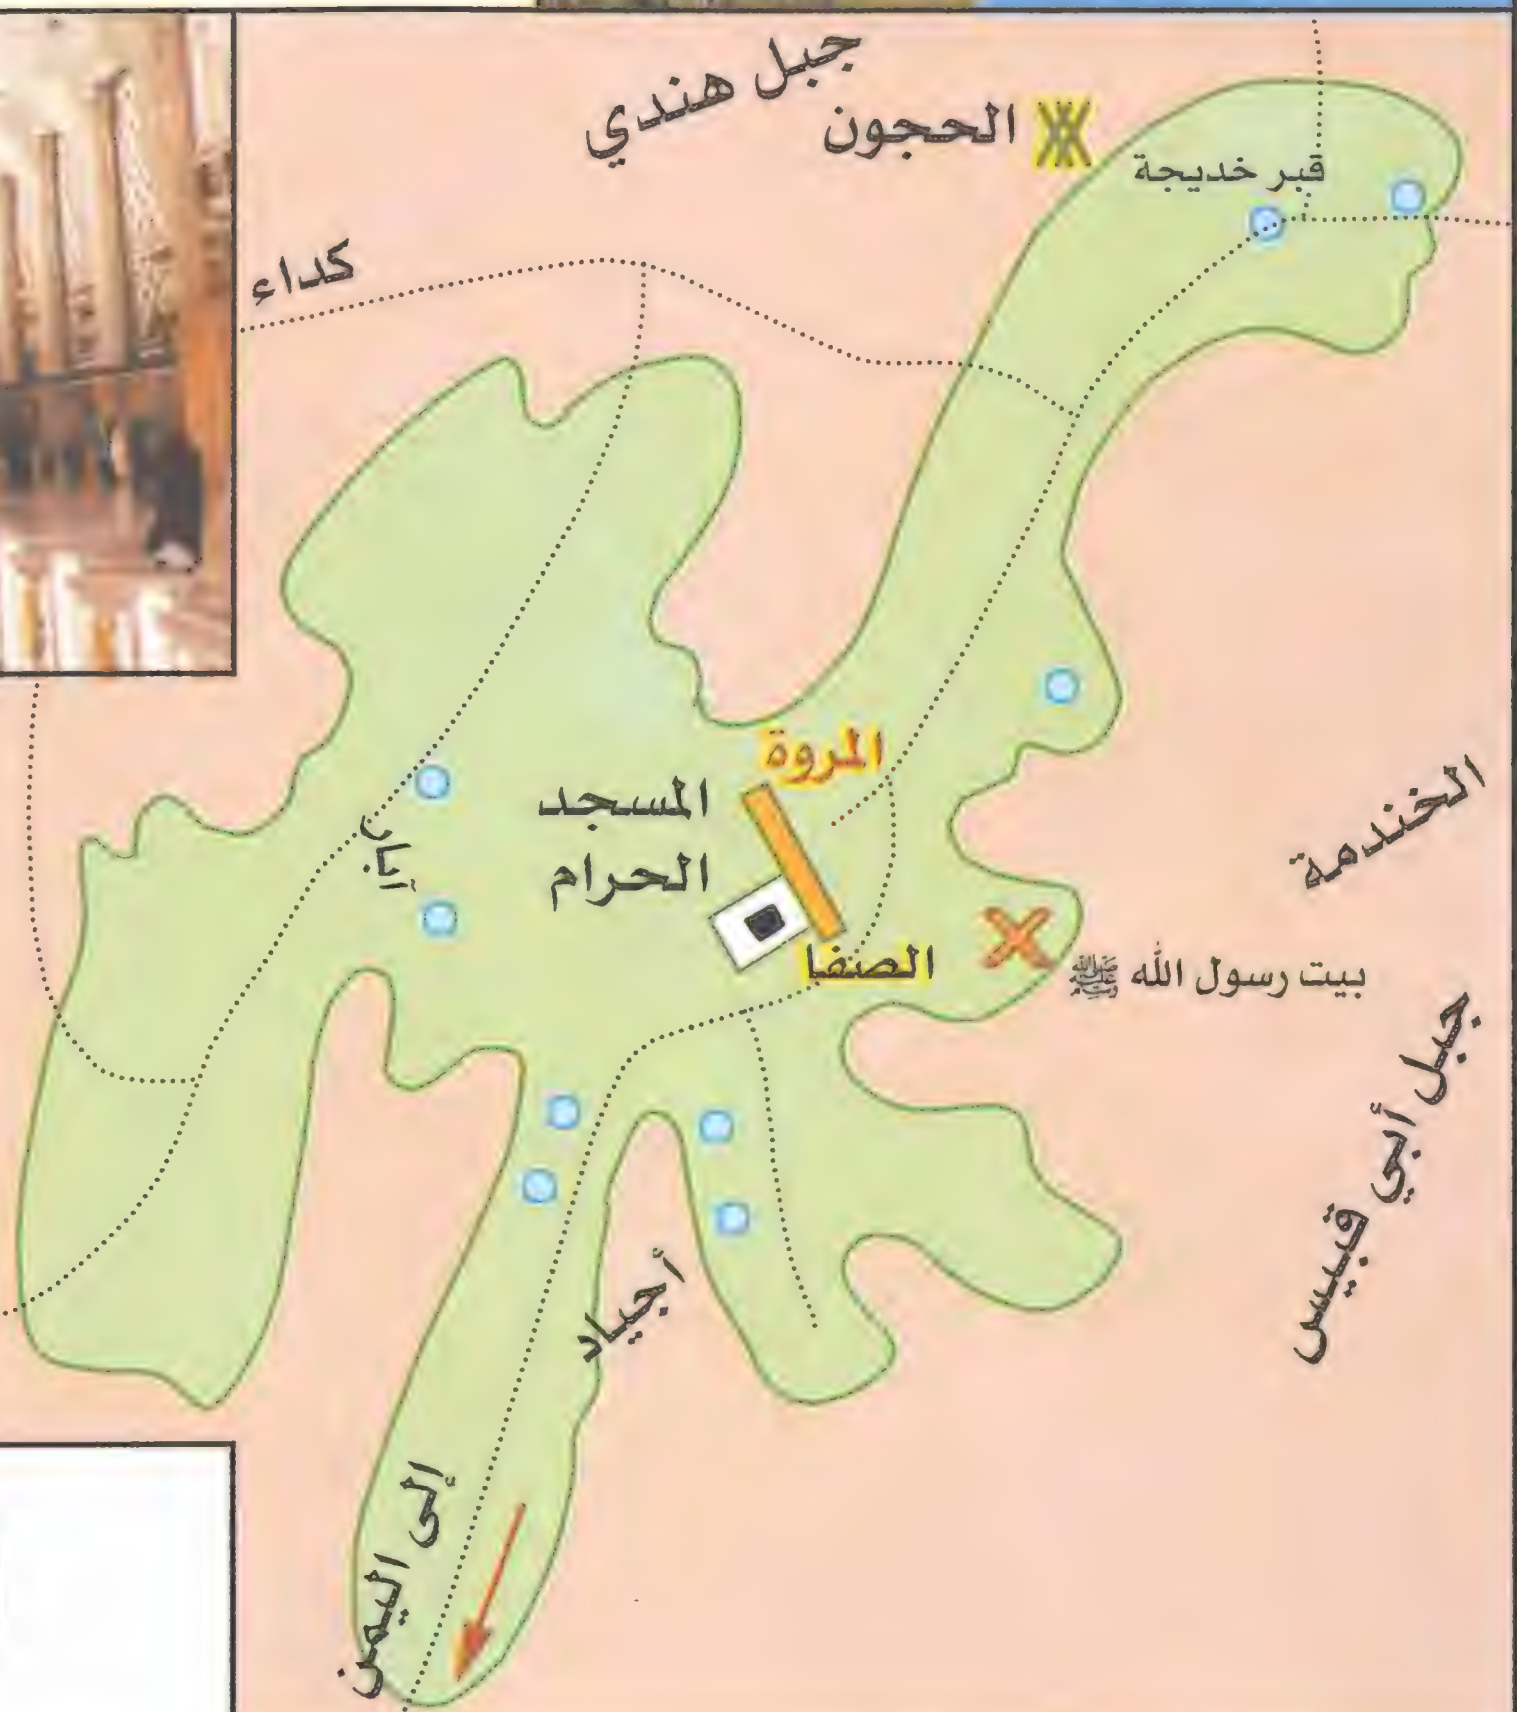 جبل هندي
الحجون
قبر خديجة
كداء
المروة
المسجد
الحرام
آبار
الصفا
الخندمة
بيت رسول الله ﷺ
جبل أبي قبيس
أجياد
إلى اليمن